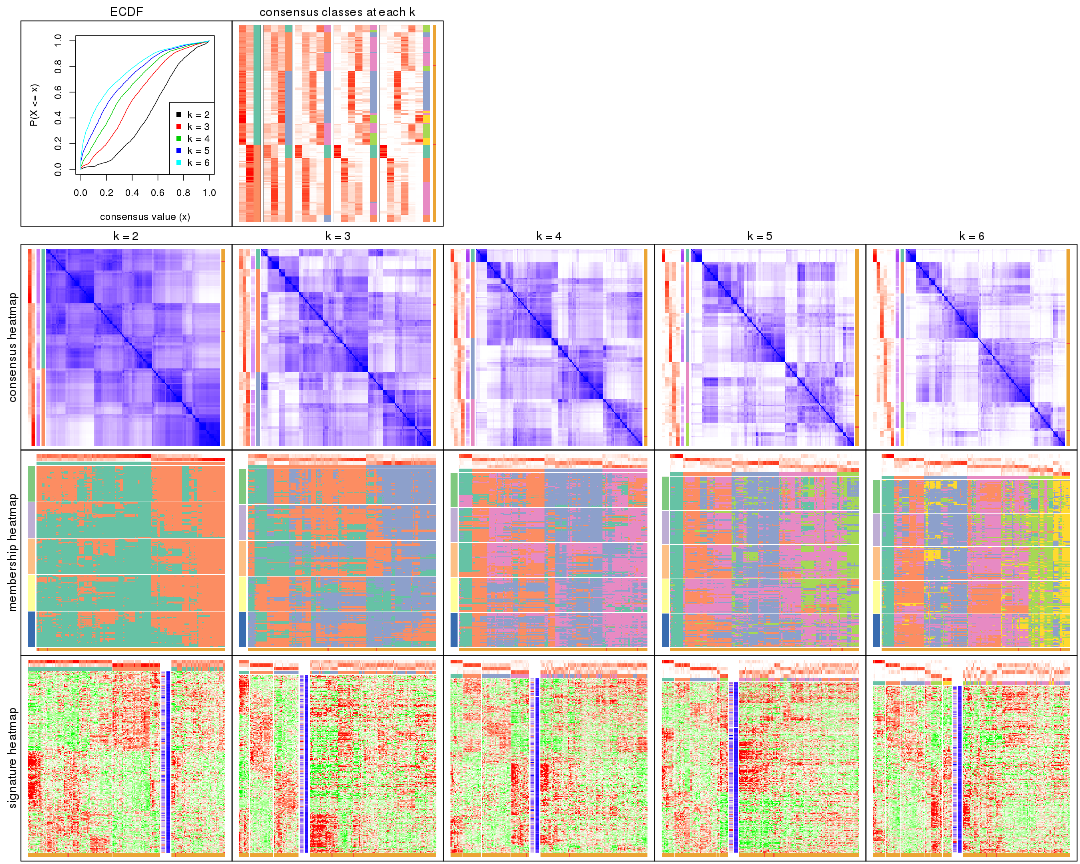 ECDF
consensus classes at each k
P(X <= x)
1.0
0.8
0.6
0.4
0.2
0.0
k = 2
k = 3
k = 4
k = 5
k = 6
0.0 0.2 0.4 0.6 0.8 1.0
consensus value (x)
k = 2
k = 3
k = 4
k = 5
k = 6
consensus heatmap
membership heatmap
signature heatmap